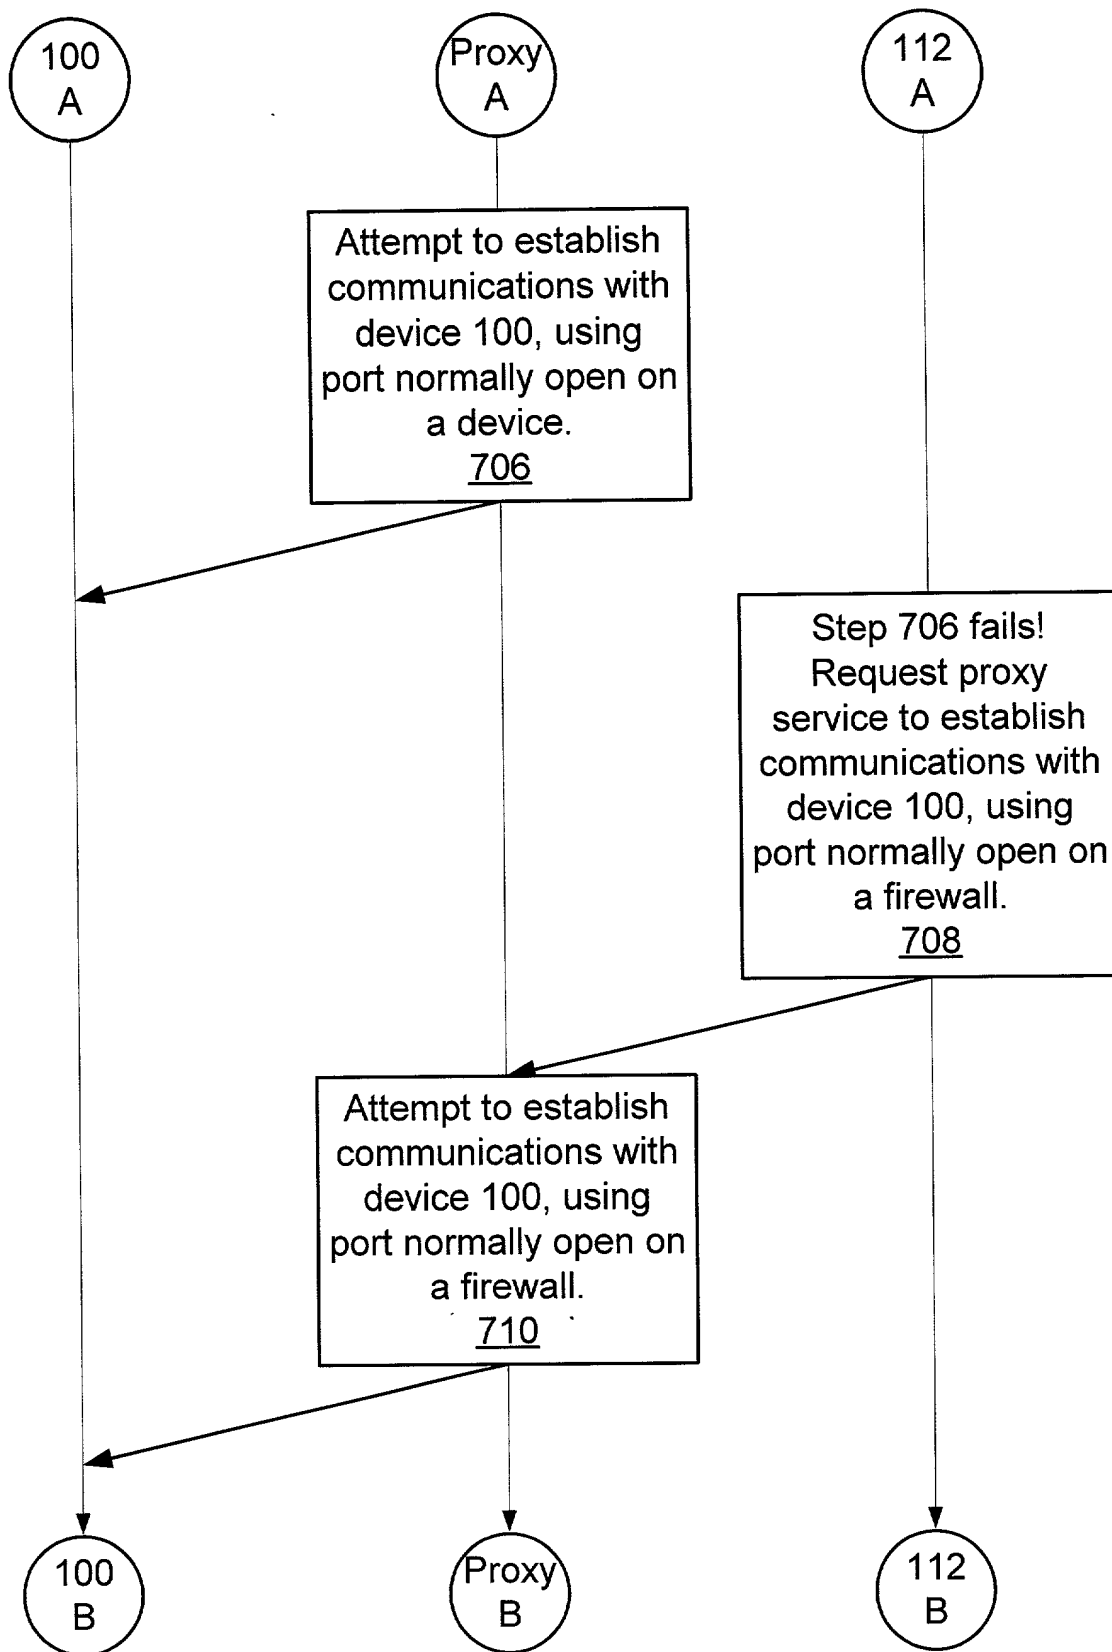 100
A
Proxy
A
112
A
Attempt to establish
communications with
device 100, using
port normally open on
a device.
706
Step 706 fails!
Request proxy
service to establish
communications with
device 100, using
port normally open on
a firewall.
708
Attempt to establish
communications with
device 100, using
port normally open on
a firewall.
710
100
B
Proxy
B
112
B